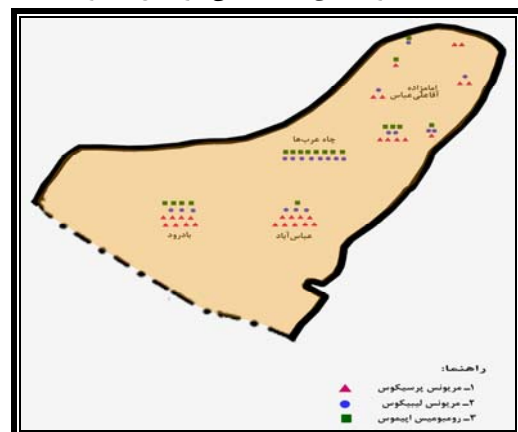 امامزاده
آقاعلی عباس
چاه عرب‌ها
بادرود
عباس‌آباد
راهنما:
۱ـ مریونس پرسیکوس
۲ـ مریونس لیبیکوس
۳ـ رومبومیس اپیموس